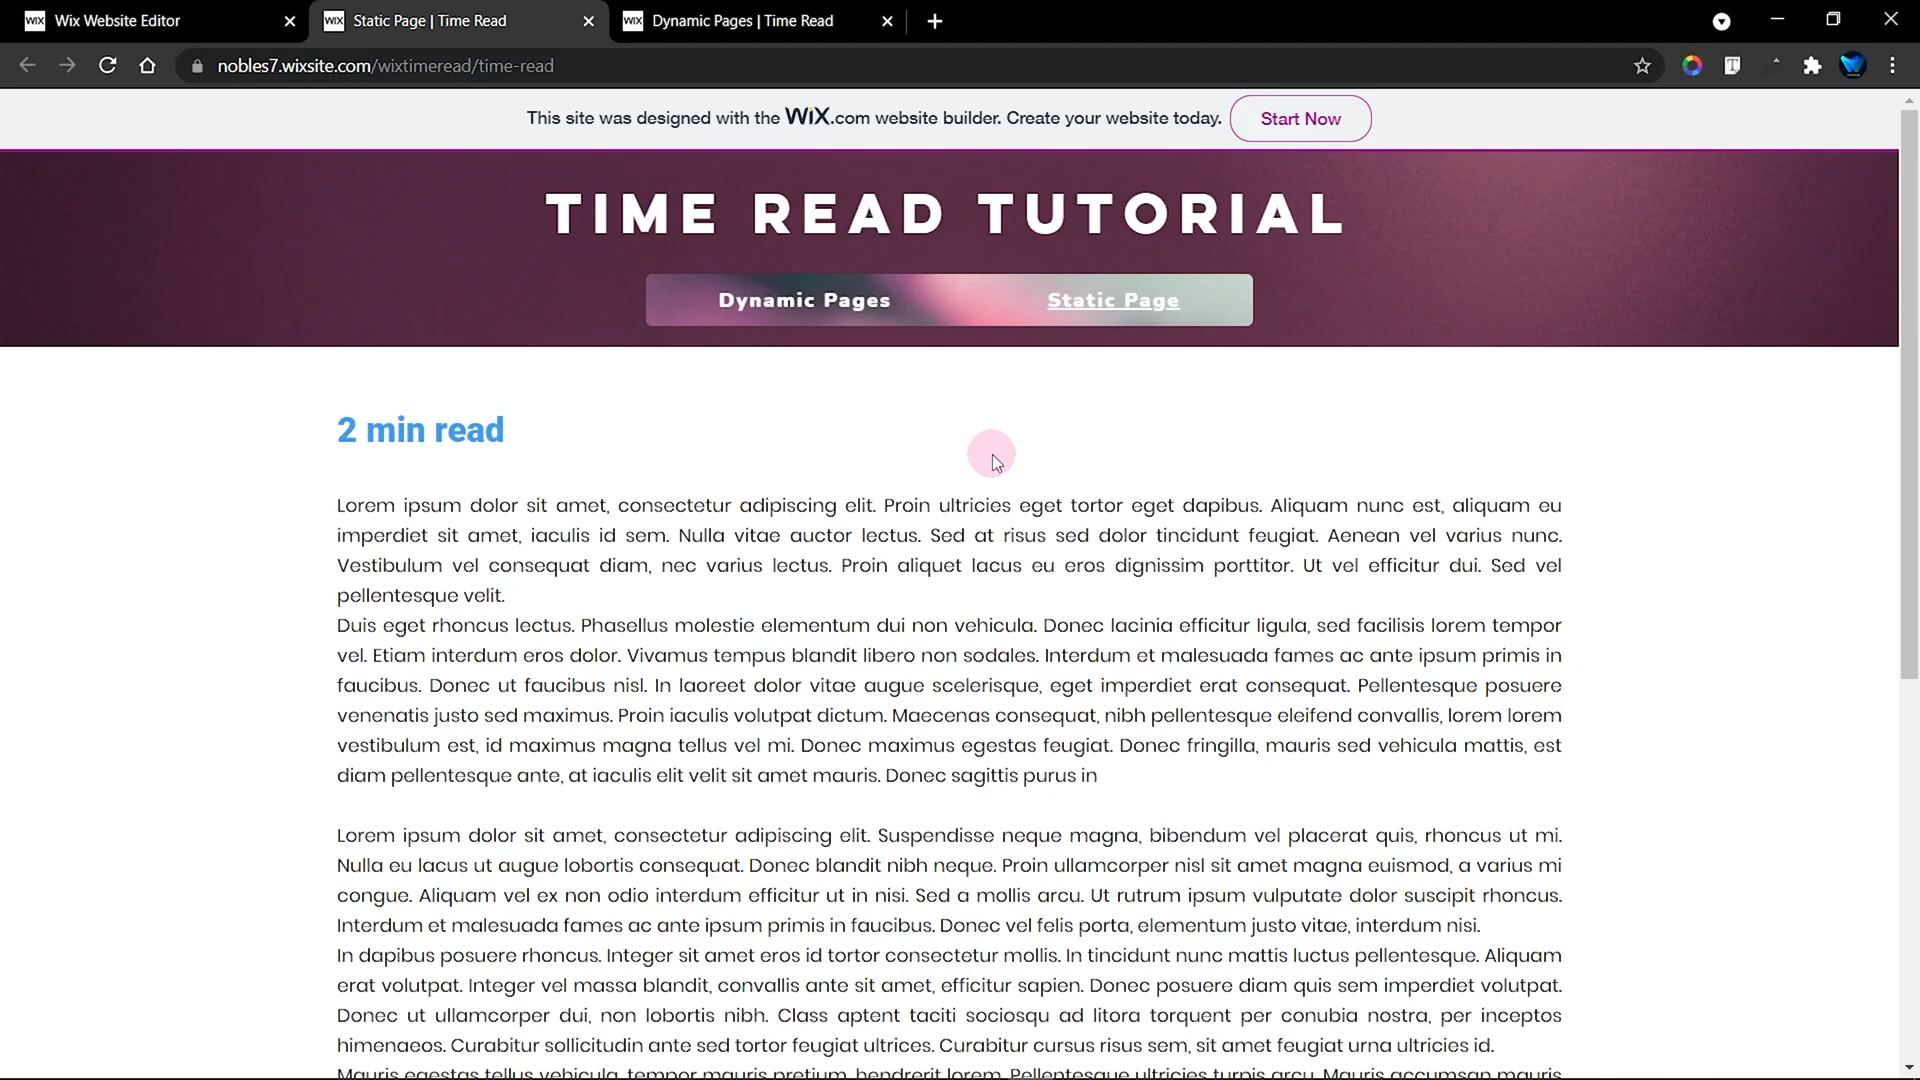 WiX Wix Website Editor
WiX Static Page | Time Read
WiX Dynamic Pages | Time Read
nobles7.wixsite.com/wixtimeread/time-read
This site was designed with the WiX.com website builder. Create your website today. Start Now
TIME READ TUTORIAL
Dynamic Pages Static Page
2 min read
Lorem ipsum dolor sit amet, consectetur adipiscing elit. Proin ultricies eget tortor eget dapibus. Aliquam nunc est, aliquam eu
imperdiet sit amet, iaculis id sem. Nulla vitae auctor lectus. Sed at risus sed dolor tincidunt feugiat. Aenean vel varius nunc.
Vestibulum vel consequat diam, nec varius lectus. Proin aliquet lacus eu eros dignissim porttitor. Ut vel efficitur dui. Sed vel
pellentesque velit.
Duis eget rhoncus lectus. Phasellus molestie elementum dui non vehicula. Donec lacinia efficitur ligula, sed facilisis lorem tempor
vel. Etiam interdum eros dolor. Vivamus tempus blandit libero non sodales. Interdum et malesuada fames ac ante ipsum primis in
faucibus. Donec ut faucibus nisl. In laoreet dolor vitae augue scelerisque, eget imperdiet erat consequat. Pellentesque posuere
venenatis justo sed maximus. Proin iaculis volutpat dictum. Maecenas consequat, nibh pellentesque eleifend convallis, lorem lorem
vestibulum est, id maximus magna tellus vel mi. Donec maximus egestas feugiat. Donec fringilla, mauris sed vehicula mattis, est
diam pellentesque ante, at iaculis elit velit sit amet mauris. Donec sagittis purus in
Lorem ipsum dolor sit amet, consectetur adipiscing elit. Suspendisse neque magna, bibendum vel placerat quis, rhoncus ut mi.
Nulla eu lacus ut augue lobortis consequat. Donec blandit nibh neque. Proin ullamcorper nisl sit amet magna euismod, a varius mi
congue. Aliquam vel ex non odio interdum efficitur ut in nisi. Sed a mollis arcu. Ut rutrum ipsum vulputate dolor suscipit rhoncus.
Interdum et malesuada fames ac ante ipsum primis in faucibus. Donec vel felis porta, elementum justo vitae, interdum nisi.
In dapibus posuere rhoncus. Integer sit amet eros id tortor consectetur mollis. In tincidunt nunc mattis luctus pellentesque. Aliquam
erat volutpat. Integer vel massa blandit, convallis ante sit amet, efficitur sapien. Donec posuere diam quis sem imperdiet volutpat.
Donec ut ullamcorper dui, non lobortis nibh. Class aptent taciti sociosqu ad litora torquent per conubia nostra, per inceptos
himenaeos. Curabitur sollicitudin ante sed tortor feugiat ultrices. Curabitur cursus risus sem, sit amet feugiat urna ultricies id.
Mauris egestas tellus vehicula, tempor mauris pretium, hendrerit lorem. Pellentesque ultricies turpis arcu. Mauris accumsan mauris